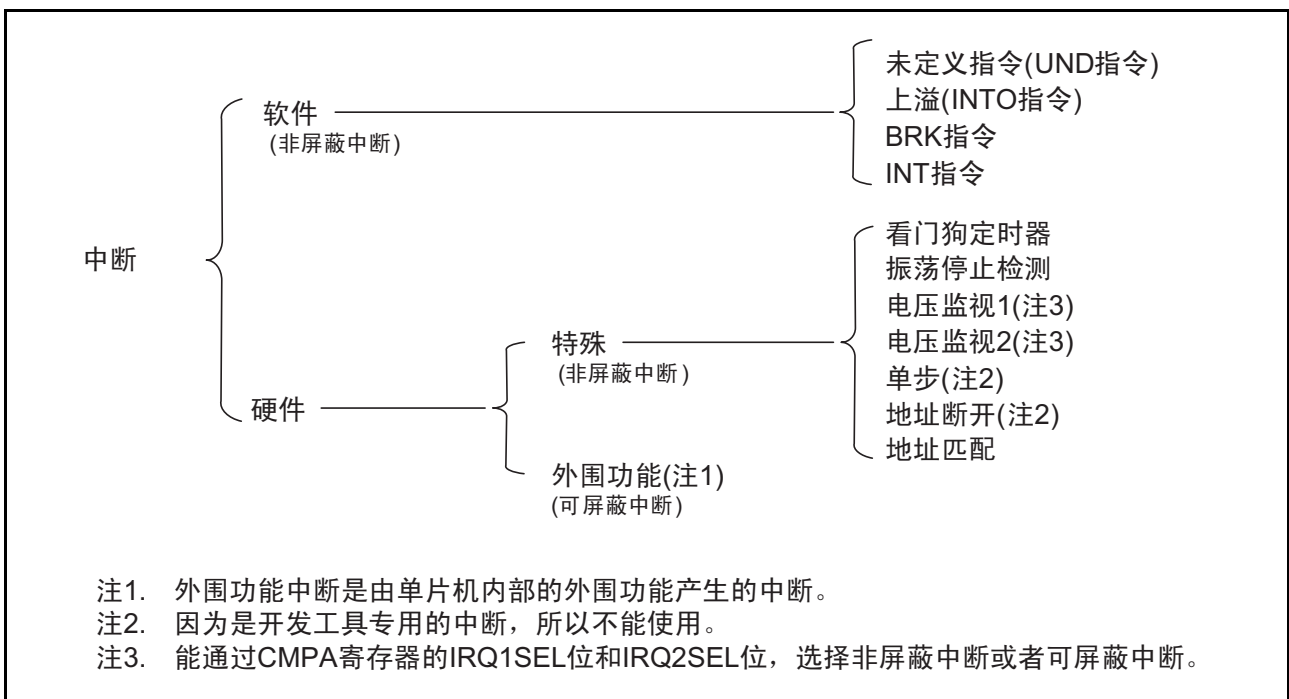 未定义指令(UND指令)
上溢(INTO指令)
BRK指令
INT指令
软件
(非屏蔽中断)
中断
看门狗定时器
振荡停止检测
电压监视1(注3)
电压监视2(注3)
单步(注2)
地址断开(注2)
地址匹配
特殊
(非屏蔽中断)
硬件
外围功能(注1)
(可屏蔽中断)
注1. 外围功能中断是由单片机内部的外围功能产生的中断。
注2. 因为是开发工具专用的中断，所以不能使用。
注3. 能通过CMPA寄存器的IRQ1SEL位和IRQ2SEL位，选择非屏蔽中断或者可屏蔽中断。